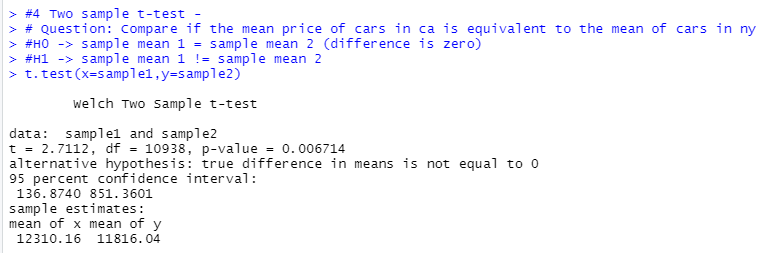 > #4 Two sample t-test -
> # Question: Compare if the mean price of cars in ca is equivalent to the mean of cars in ny
> #H0 -> sample mean 1 = sample mean 2 (difference is zero)
> #H1 -> sample mean 1 != sample mean 2
> t.test(x=sample1,y=sample2)
Welch Two Sample t-test
data:  sample1 and sample2
t = 2.7112, df = 10938, p-value = 0.006714
alternative hypothesis: true difference in means is not equal to 0
95 percent confidence interval:
 136.8740 851.3601
sample estimates:
mean of x mean of y
 12310.16  11816.04